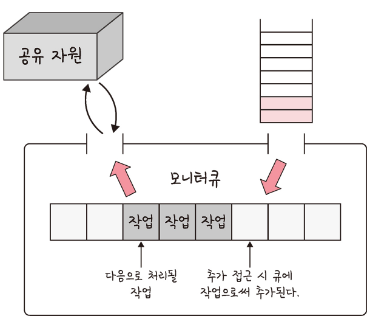 공유 자원
모니터큐
작업 작업 작업
다음으로 처리될
작업
추가 접근 시 큐에
작업으로써 추가된다.